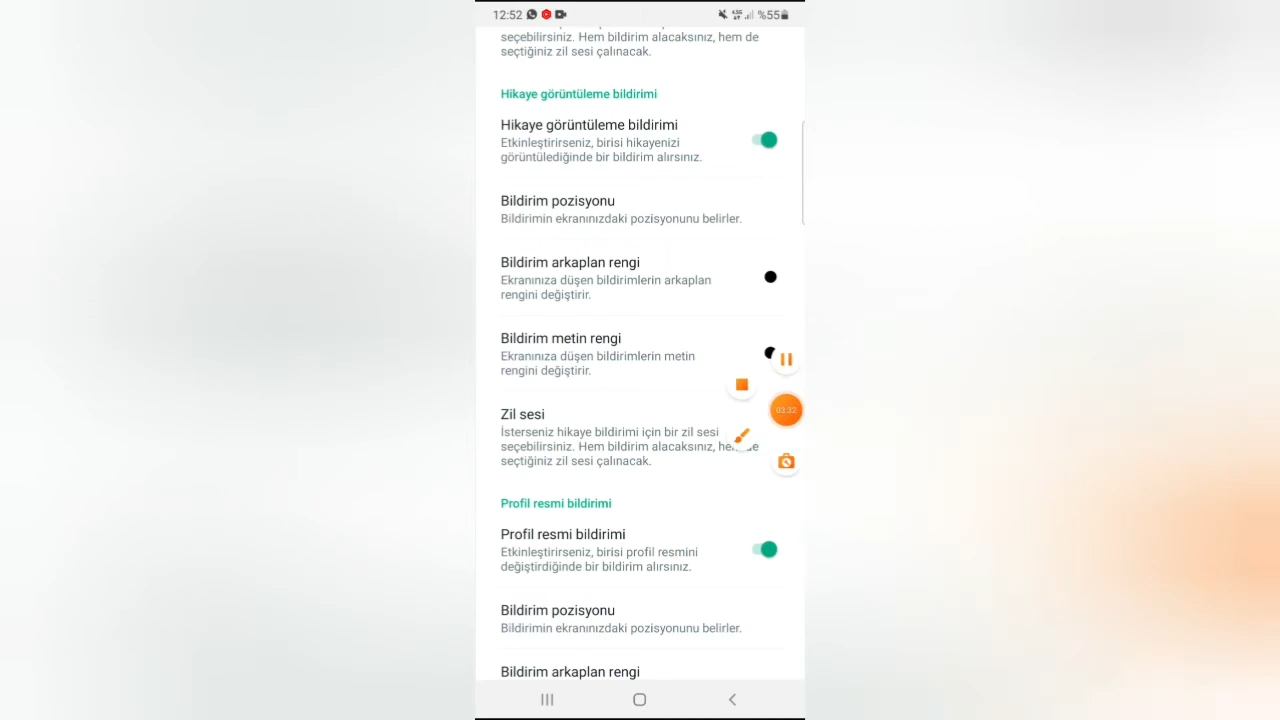 12:52
4.5G
%55
seçebilirsiniz. Hem bildirim alacaksınız, hem de
seçtiğiniz zil sesi çalınacak.
Hikaye görüntüleme bildirimi
Hikaye görüntüleme bildirimi
Etkinleştirirseniz, birisi hikayenizi
görüntülediğinde bir bildirim alırsınız.
Bildirim pozisyonu
Bildirimin ekranınızdaki pozisyonunu belirler.
Bildirim arkaplan rengi
Ekranınıza düşen bildirimlerin arkaplan
rengini değiştirir.
Bildirim metin rengi
Ekranınıza düşen bildirimlerin metin
rengini değiştirir.
03:32
Zil sesi
İsterseniz hikaye bildirimi için bir zil sesi
seçebilirsiniz. Hem bildirim alacaksınız,
seçtiğiniz zil sesi çalınacak.
Profil resmi bildirimi
Profil resmi bildirimi
Etkinleştirirseniz, birisi profil resmini
değiştirdiğinde bir bildirim alırsınız.
Bildirim pozisyonu
Bildirimin ekranınızdaki pozisyonunu belirler.
Bildirim arkaplan rengi